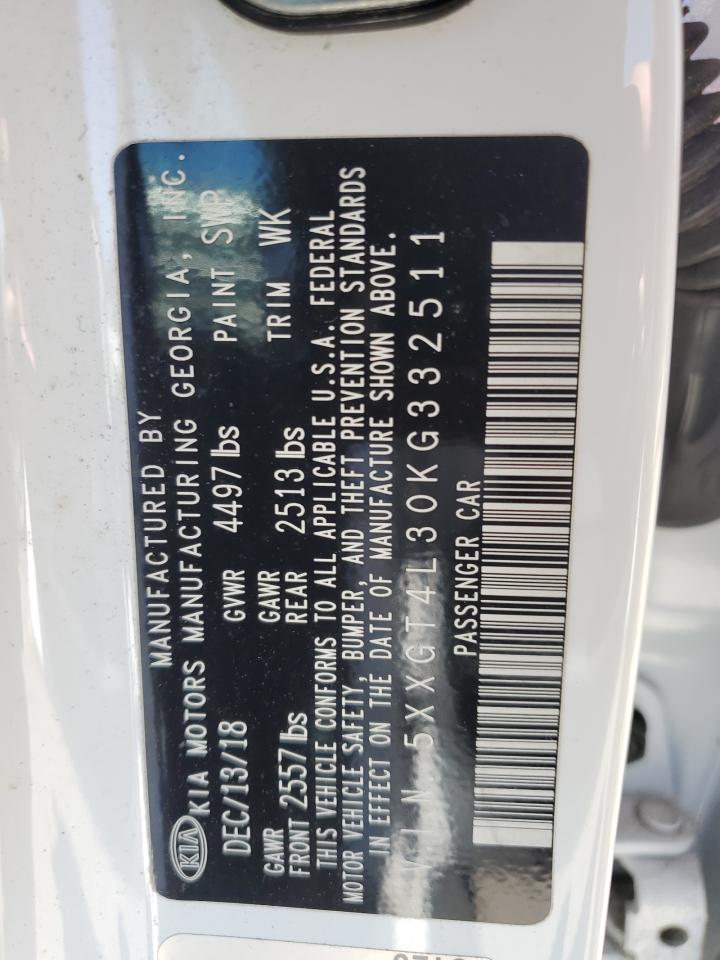 MANUFACTURED BY
KIA KIA MOTORS MANUFACTURING GEORGIA, INC.
DEC/13/18 GVWR 4497 lbs PAINT SWP
GAWR FRONT 2557 lbs GAWR REAR 2513 lbs TRIM WK
THIS VEHICLE CONFORMS TO ALL APPLICABLE U.S.A. FEDERAL
MOTOR VEHICLE SAFETY, BUMPER, AND THEFT PREVENTION STANDARDS
IN EFFECT ON THE DATE OF MANUFACTURE SHOWN ABOVE.
VIN 5XXGT4L30KG332511
PASSENGER CAR